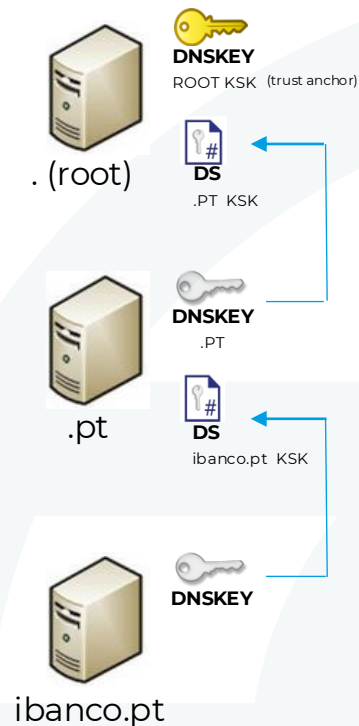 DNSKEY
ROOT KSK (trust anchor)
#
. (root)
DS
.PT KSK
DNSKEY
.PT
#
.pt
DS
ibanco.pt KSK
DNSKEY
ibanco.pt